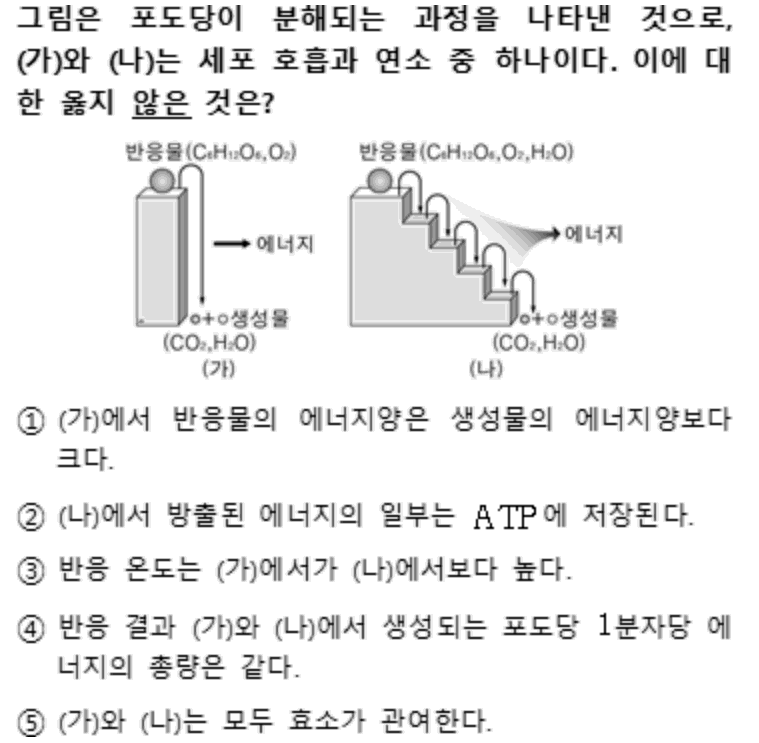 그림은 포도당이 분해되는 과정을 나타낸 것으로,
(가)와 (나)는 세포 호흡과 연소 중 하나이다. 이에 대
한 옳지 않은 것은?
반응물(C₆H₁₂O₆,O₂)
반응물(C₆H₁₂O₆,O₂,H₂O)
에너지
에너지
생성물
(CO₂,H₂O)
(가)
생성물
(CO₂,H₂O)
(나)
① (가)에서 반응물의 에너지양은 생성물의 에너지양보다
크다.
② (나)에서 방출된 에너지의 일부는 ATP에 저장된다.
③ 반응 온도는 (가)에서가 (나)에서보다 높다.
④ 반응 결과 (가)와 (나)에서 생성되는 포도당 1분자당 에
너지의 총량은 같다.
⑤ (가)와 (나)는 모두 효소가 관여한다.